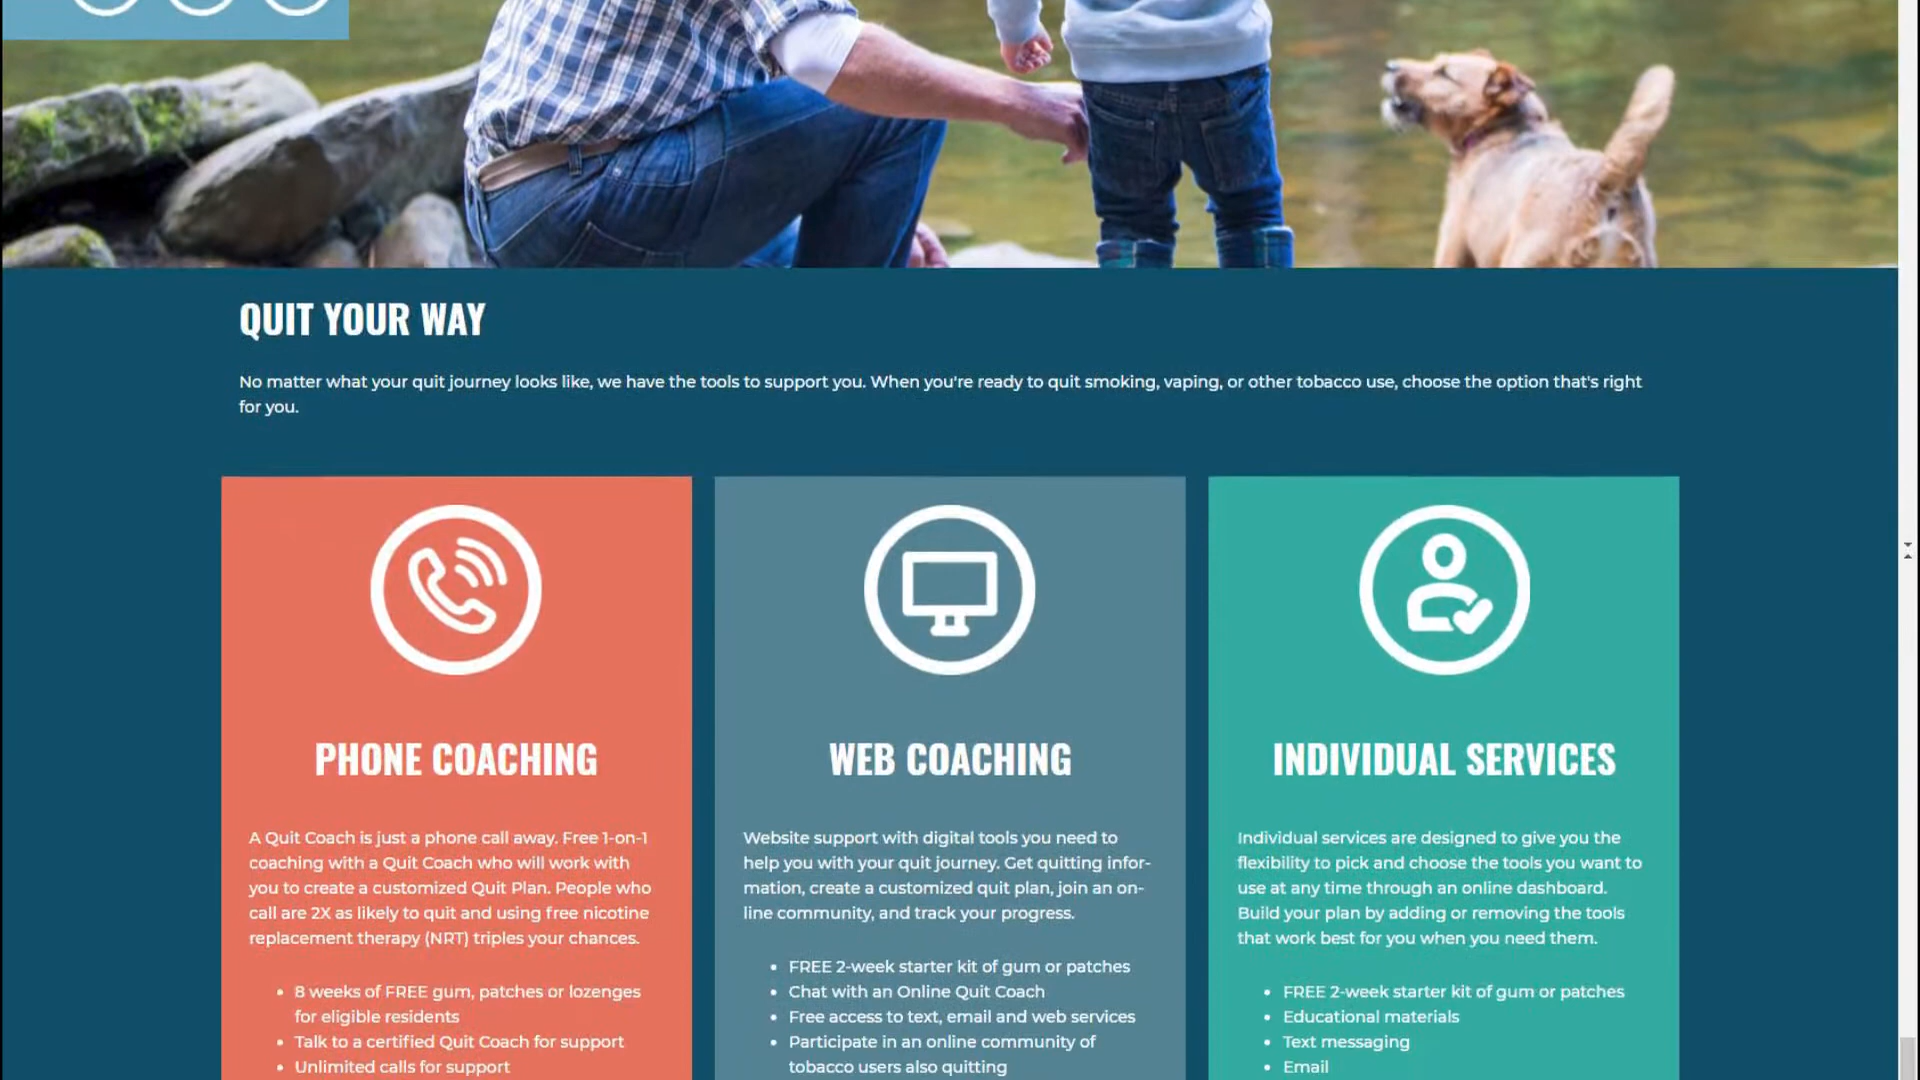 QUIT YOUR WAY
No matter what your quit journey looks like, we have the tools to support you. When you're ready to quit smoking, vaping, or other tobacco use, choose the option that's right
for you.
PHONE COACHING
A Quit Coach is just a phone call away. Free 1-on-1
coaching with a Quit Coach who will work with
you to create a customized Quit Plan. People who
call are 2X as likely to quit and using free nicotine
replacement therapy (NRT) triples your chances.
• 8 weeks of FREE gum, patches or lozenges
for eligible residents
• Talk to a certified Quit Coach for support
• Unlimited calls for support
WEB COACHING
Website support with digital tools you need to
help you with your quit journey. Get quitting infor-
mation, create a customized quit plan, join an on-
line community, and track your progress.
• FREE 2-week starter kit of gum or patches
• Chat with an Online Quit Coach
• Free access to text, email and web services
• Participate in an online community of
tobacco users also quitting
INDIVIDUAL SERVICES
Individual services are designed to give you the
flexibility to pick and choose the tools you want to
use at any time through an online dashboard.
Build your plan by adding or removing the tools
that work best for you when you need them.
• FREE 2-week starter kit of gum or patches
• Educational materials
• Text messaging
• Email